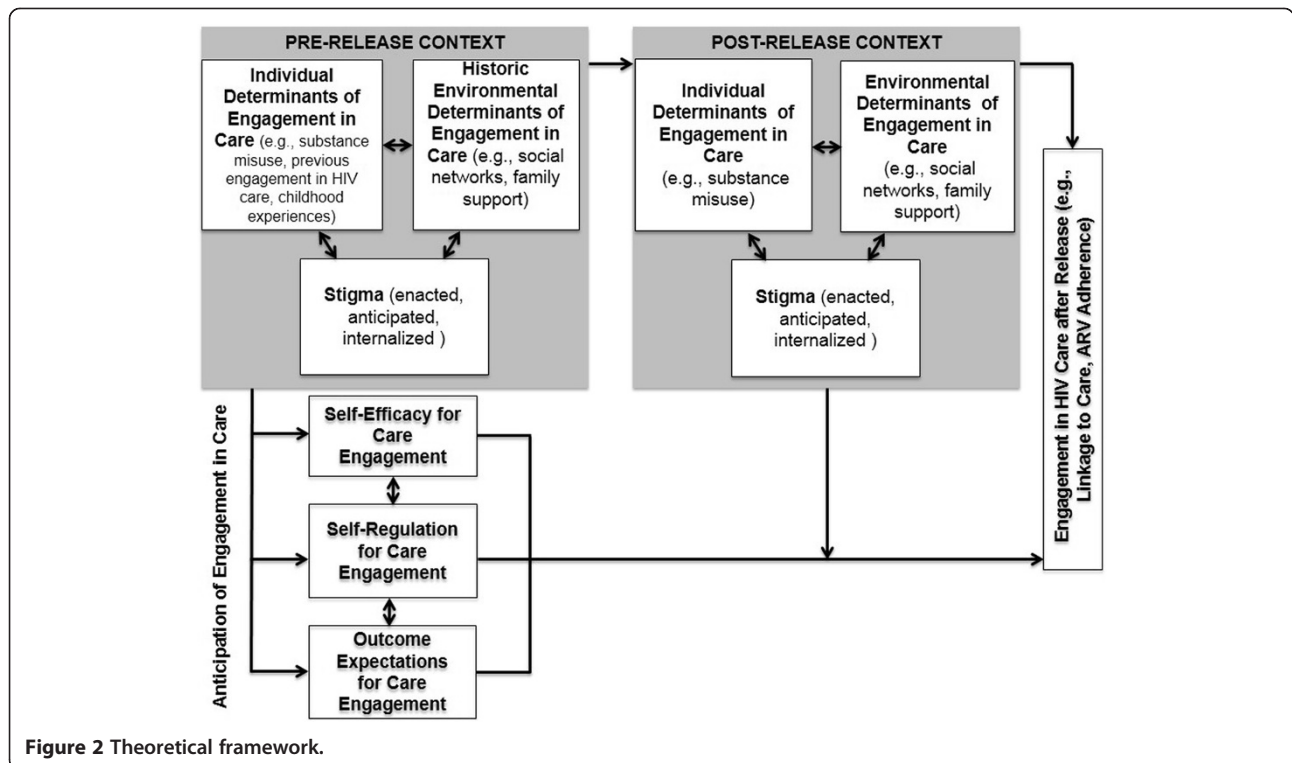 PRE-RELEASE CONTEXT
Individual
Determinants of
Engagement in
Care (e.g., substance
misuse, previous
engagement in HIV
care, childhood
experiences)
Historic
Environmental
Determinants of
Engagement in
Care (e.g., social
networks, family
support)
Stigma (enacted,
anticipated,
internalized )
POST-RELEASE CONTEXT
Individual
Determinants of
Engagement in
Care
(e.g., substance
misuse)
Environmental
Determinants of
Engagement in
Care
(e.g., social
networks, family
support)
Stigma (enacted,
anticipated,
internalized )
Anticipation of Engagement in Care
Self-Efficacy for
Care
Engagement
Self-Regulation
for Care
Engagement
Outcome
Expectations
for Care
Engagement
Engagement in HIV Care after Release (e.g.,
Linkage to Care, ARV Adherence)
Figure 2 Theoretical framework.